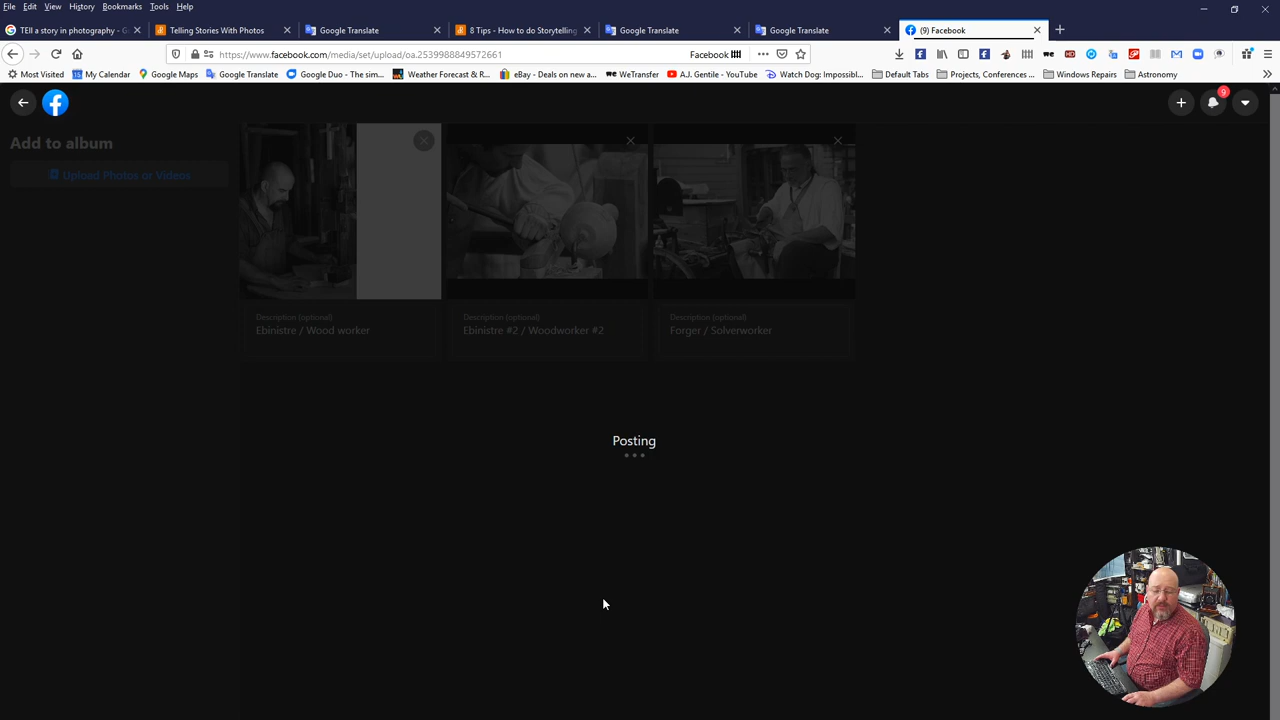 File Edit View History Bookmarks Tools Help
TEll a story in photography - G
Telling Stories With Photos
Google Translate
8 Tips - How to do Storytelling
Google Translate
Google Translate
(9) Facebook
https://www.facebook.com/media/set/upload/oa.2539988849572661
Facebook
Most Visited
My Calendar
Google Maps
Google Translate
Google Duo - The sim...
Weather Forecast & R...
eBay - Deals on new a...
WeTransfer
A.J. Gentile - YouTube
Watch Dog: Impossibl...
Default Tabs
Projects, Conferences ...
Windows Repairs
Astronomy
9
Add to album
Upload Photos or Videos
Description (optional)
Ebinistre / Wood worker
Description (optional)
Ebinistre #2 / Woodworker #2
Description (optional)
Forger / Solverworker
Posting